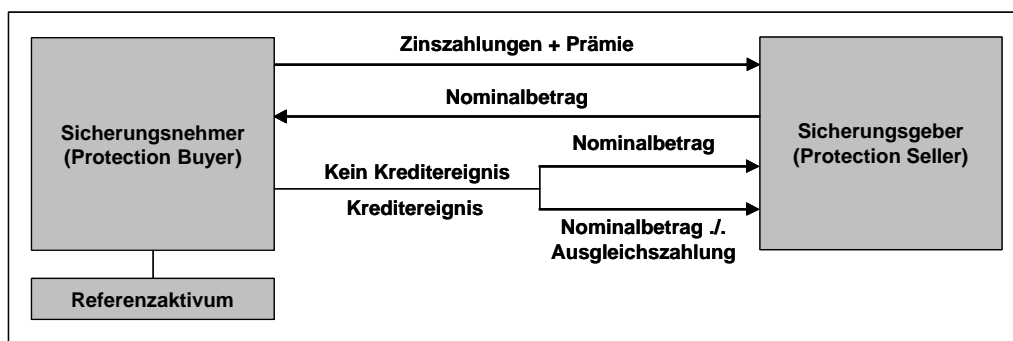 Zinszahlungen + Prämie
Nominalbetrag
Sicherungsnehmer
(Protection Buyer)
Sicherungsgeber
(Protection Seller)
Nominalbetrag
Kein Kreditereignis
Kreditereignis
Nominalbetrag ./.
Ausgleichszahlung
Referenzaktivum